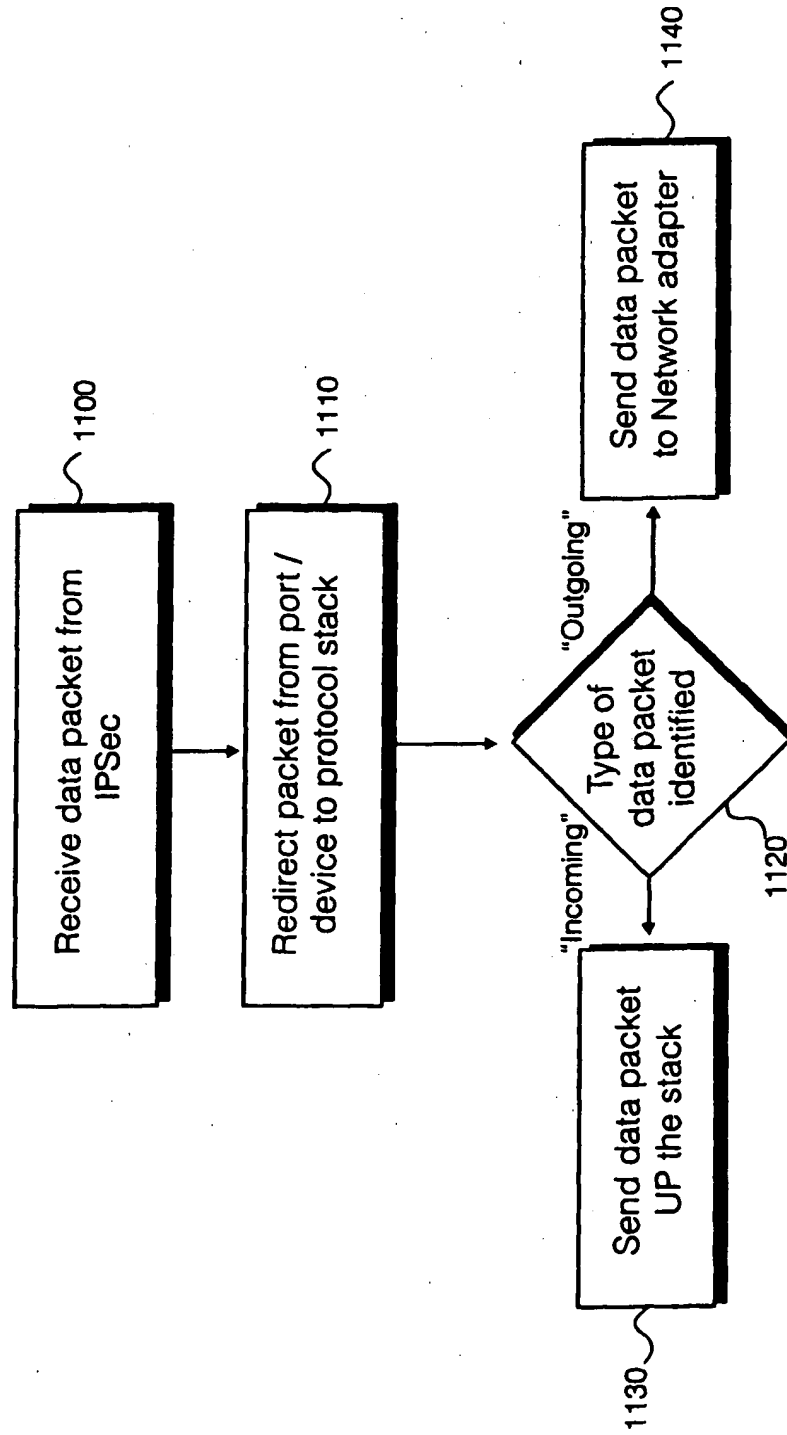 Receive data packet from
IPSec
1100
Redirect packet from port /
device to protocol stack
1110
Type of
data packet
identified
1120
"Incoming"
"Outgoing"
Send data packet
UP the stack
1130
Send data packet
to Network adapter
1140